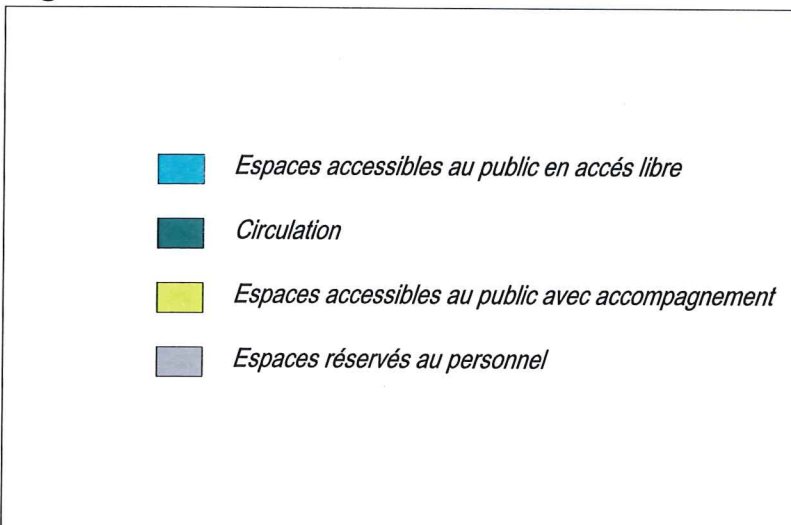 Espaces accessibles au public en accés libre
Circulation
Espaces accessibles au public avec accompagnement
Espaces réservés au personnel